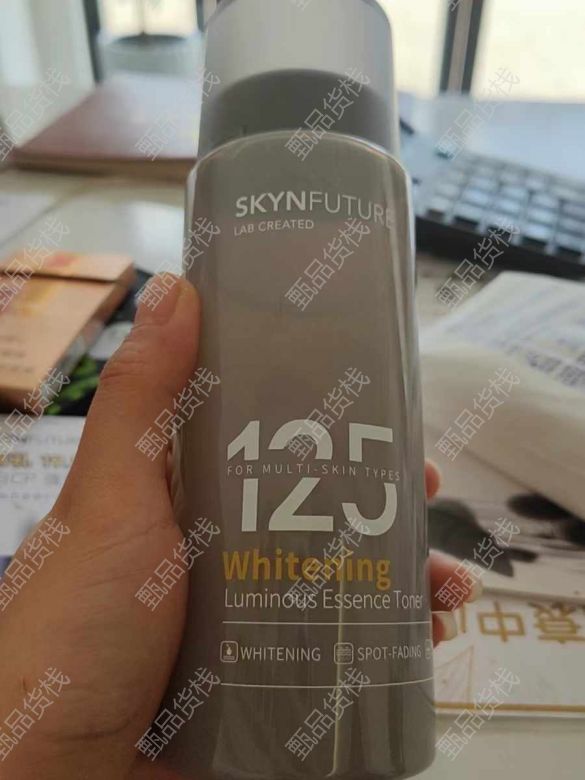 SKYNFUTURE
LAB CREATED
125
FOR MULTI-SKIN TYPES
Whitening
Luminous Essence Toner
WHITENING
SPOT-FADING
甄品货栈